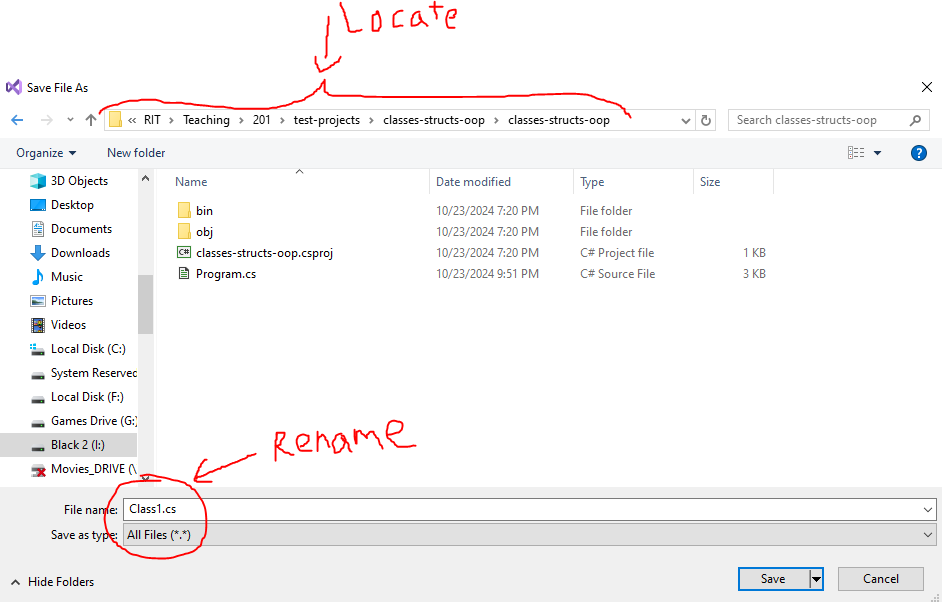 Locate
Save File As
« RIT > Teaching > 201 > test-projects > classes-structs-oop > classes-structs-oop
Search classes-structs-oop
Organize New folder
?
3D Objects
Desktop
Documents
Downloads
Music
Pictures
Videos
Local Disk (C:)
System Reserved
Local Disk (F:)
Games Drive (G:)
Black 2 (I:)
Movies_DRIVE (\
Name Date modified Type Size
bin 10/23/2024 7:20 PM File folder
obj 10/23/2024 7:20 PM File folder
C# classes-structs-oop.csproj 10/23/2024 7:20 PM C# Project file 1 KB
Program.cs 10/23/2024 9:51 PM C# Source File 3 KB
Rename
File name: Class1.cs
Save as type: All Files (*.*)
Hide Folders
Save Cancel